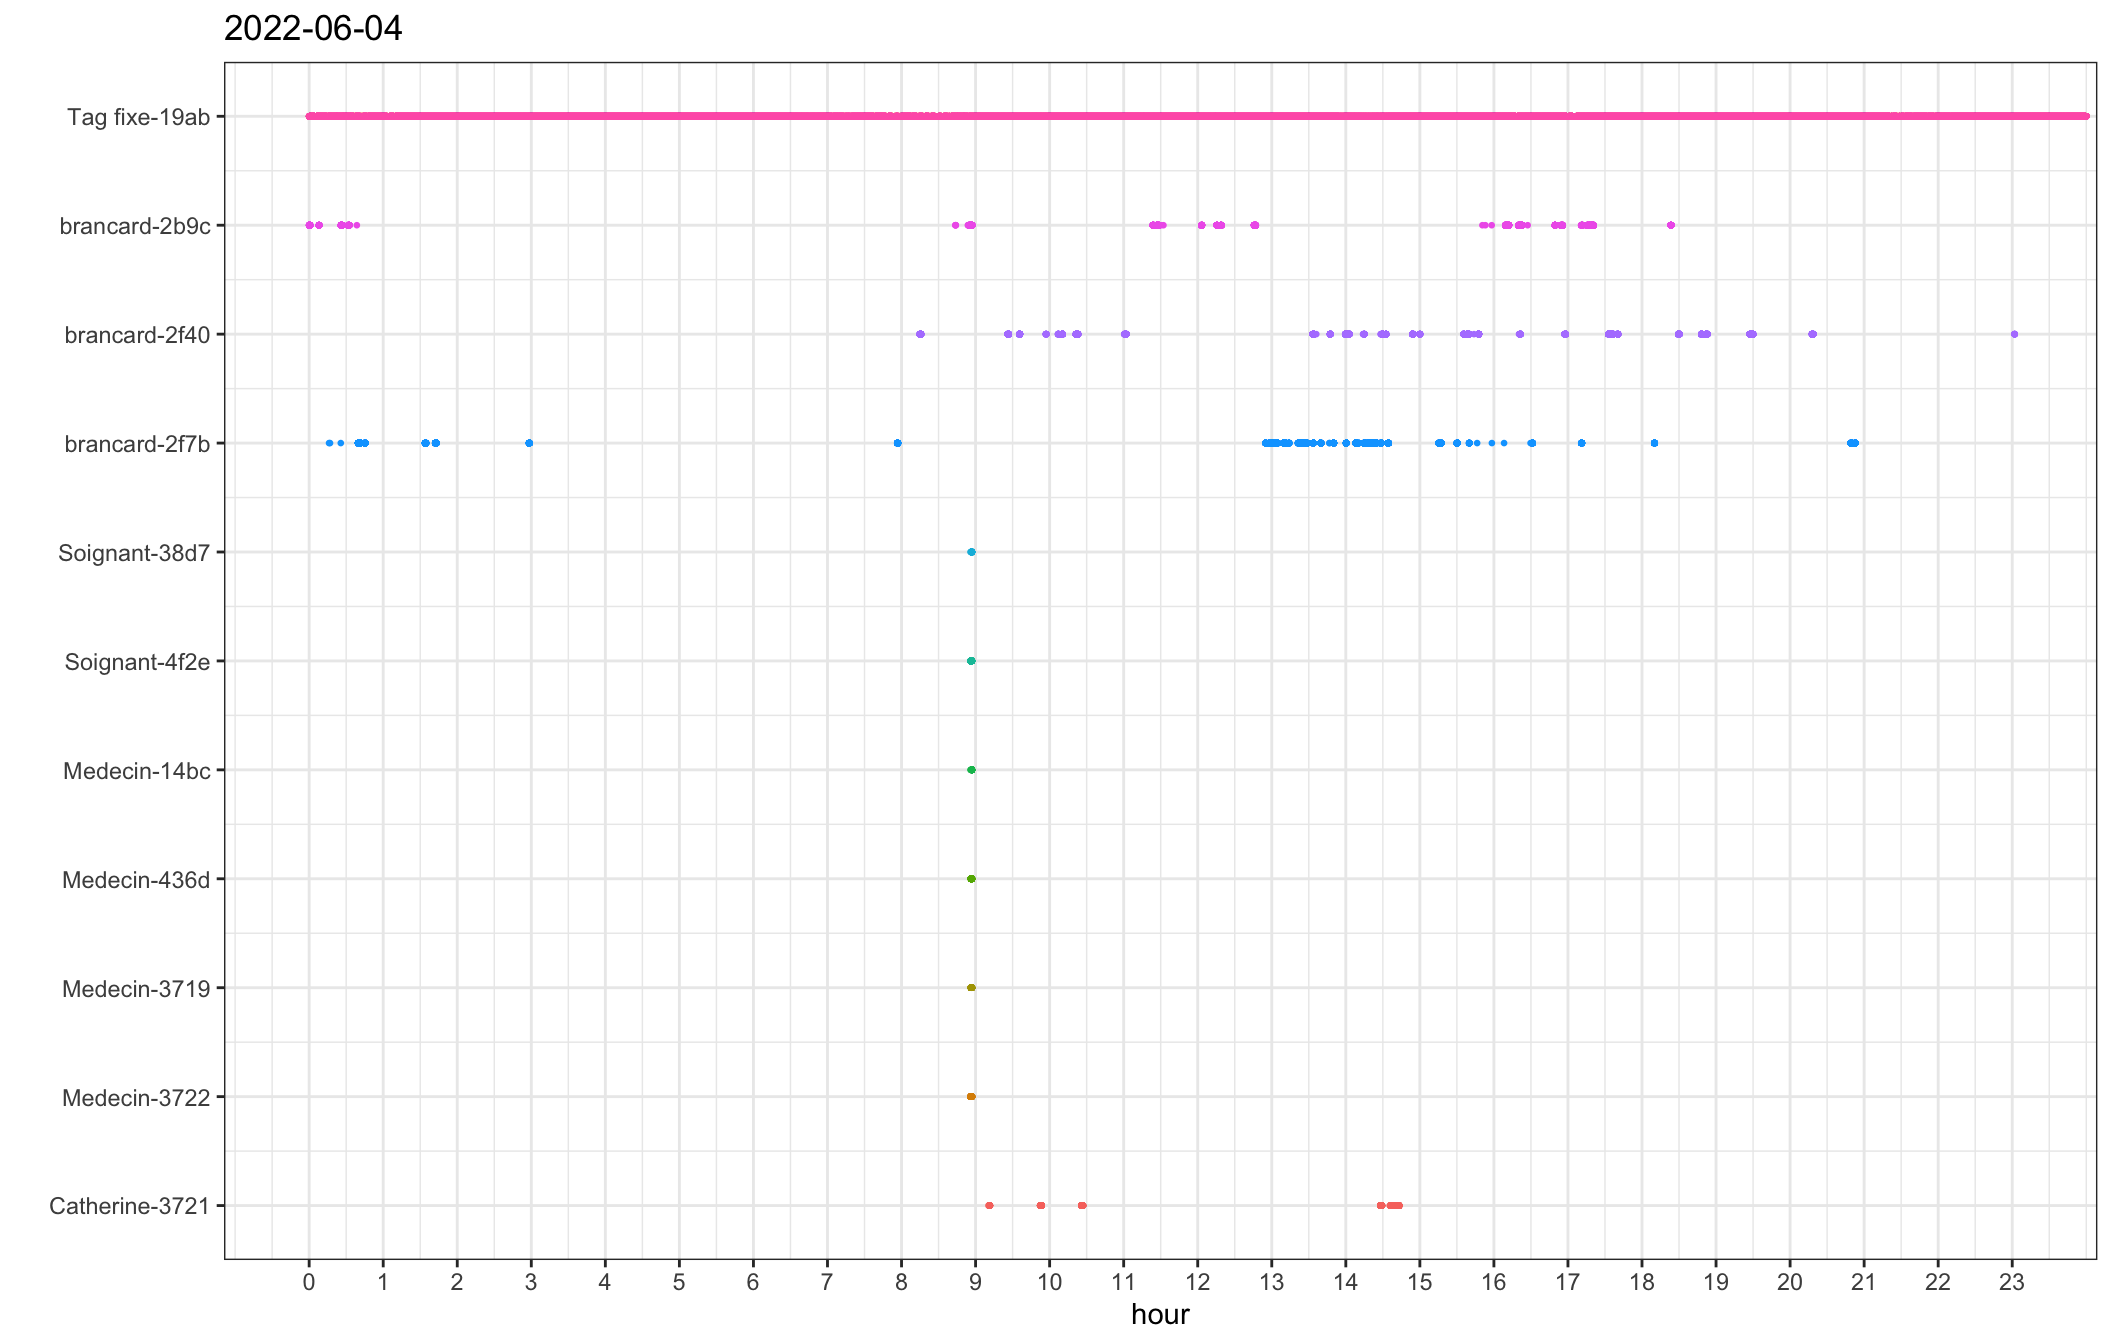 2022-06-04
Tag fixe-19ab
brancard-2b9c
brancard-2f40
brancard-2f7b
Soignant-38d7
Soignant-4f2e
Medecin-14bc
Medecin-436d
Medecin-3719
Medecin-3722
Catherine-3721
0 1 2 3 4 5 6 7 8 9 10 11 12 13 14 15 16 17 18 19 20 21 22 23
hour